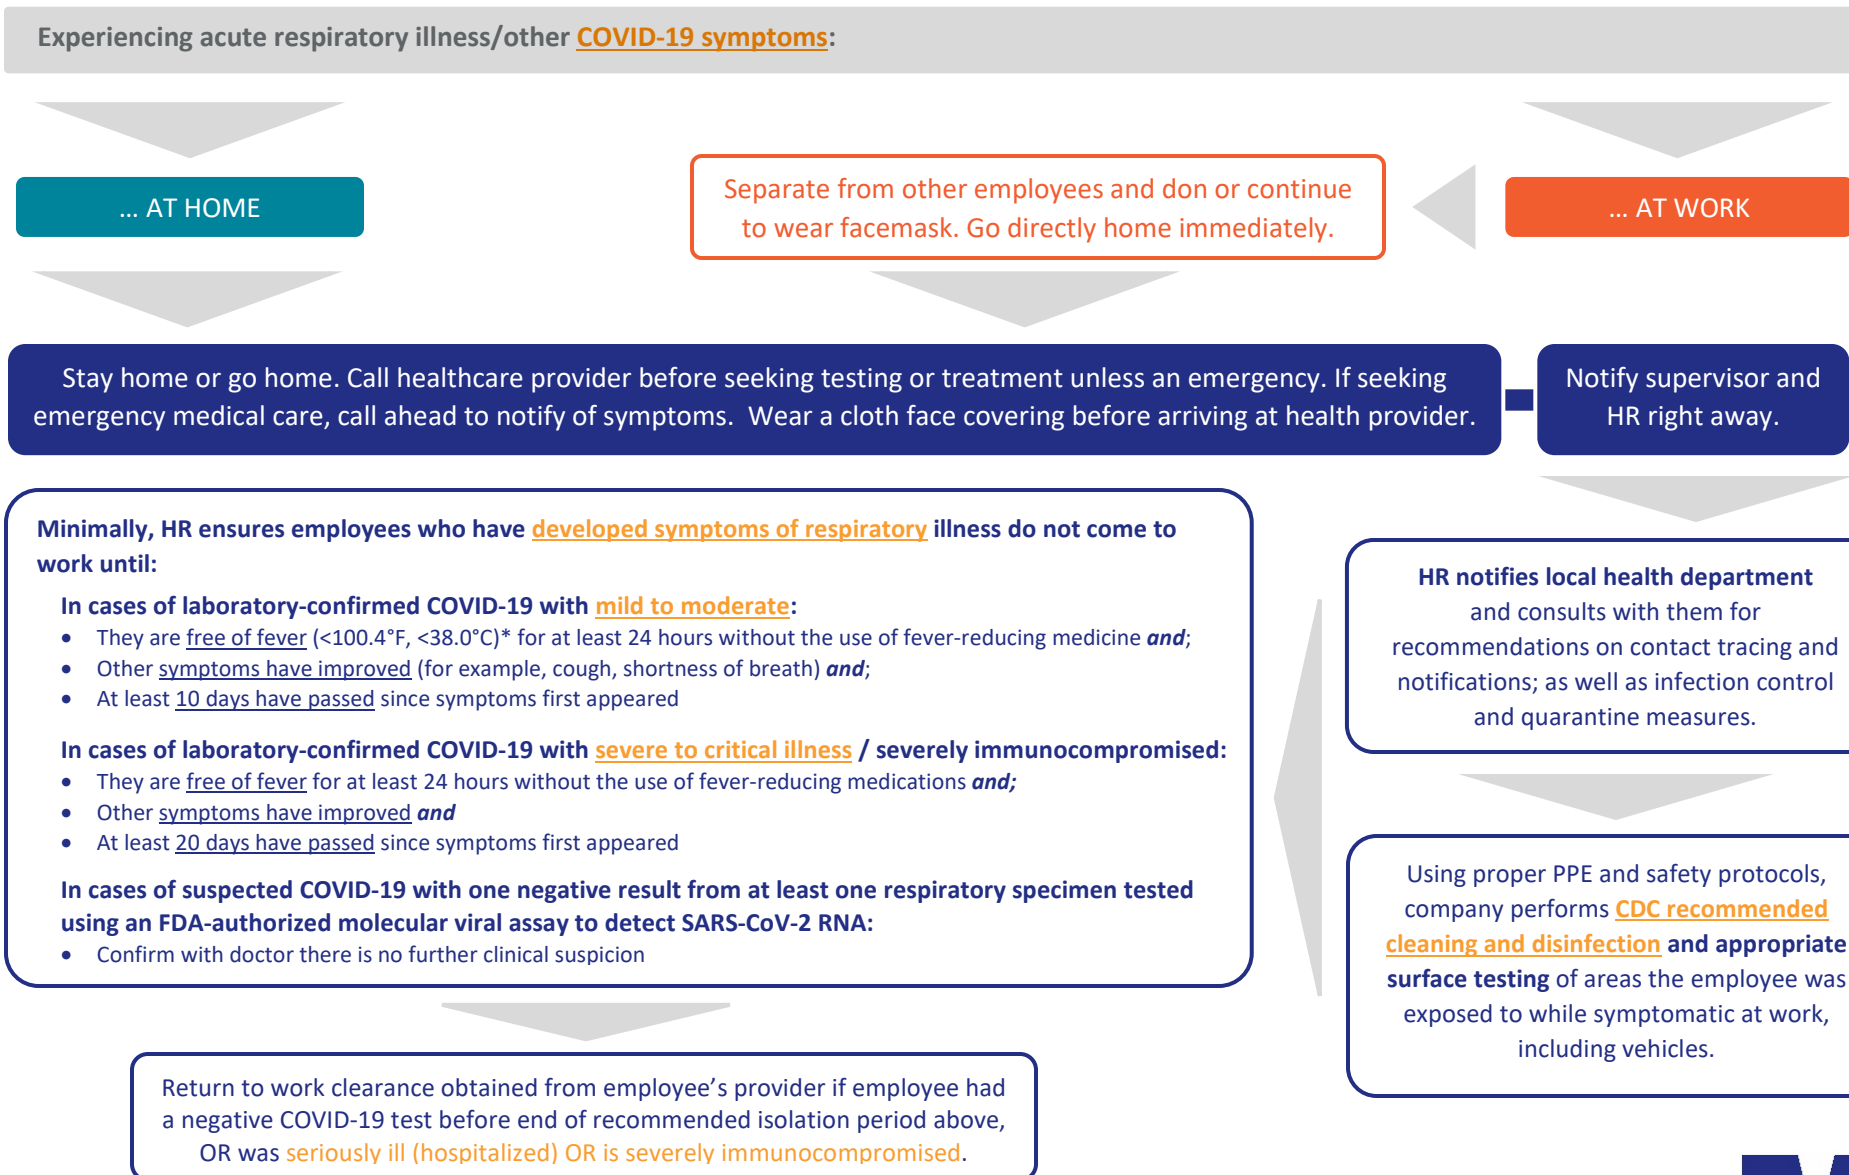 Experiencing acute respiratory illness/other COVID-19 symptoms:
... AT HOME
Separate from other employees and don or continue
to wear facemask. Go directly home immediately.
... AT WORK
Stay home or go home. Call healthcare provider before seeking testing or treatment unless an emergency. If seeking
emergency medical care, call ahead to notify of symptoms.  Wear a cloth face covering before arriving at health provider.
Notify supervisor and
HR right away.
Minimally, HR ensures employees who have developed symptoms of respiratory illness do not come to
work until:
In cases of laboratory-confirmed COVID-19 with mild to moderate:
• They are free of fever (<100.4°F, <38.0°C)* for at least 24 hours without the use of fever-reducing medicine and;
• Other symptoms have improved (for example, cough, shortness of breath) and;
• At least 10 days have passed since symptoms first appeared
In cases of laboratory-confirmed COVID-19 with severe to critical illness / severely immunocompromised:
• They are free of fever for at least 24 hours without the use of fever-reducing medications and;
• Other symptoms have improved and
• At least 20 days have passed since symptoms first appeared
In cases of suspected COVID-19 with one negative result from at least one respiratory specimen tested
using an FDA-authorized molecular viral assay to detect SARS-CoV-2 RNA:
• Confirm with doctor there is no further clinical suspicion
HR notifies local health department
and consults with them for
recommendations on contact tracing and
notifications; as well as infection control
and quarantine measures.
Using proper PPE and safety protocols,
company performs CDC recommended
cleaning and disinfection and appropriate
surface testing of areas the employee was
exposed to while symptomatic at work,
including vehicles.
Return to work clearance obtained from employee's provider if employee had
a negative COVID-19 test before end of recommended isolation period above,
OR was seriously ill (hospitalized) OR is severely immunocompromised.